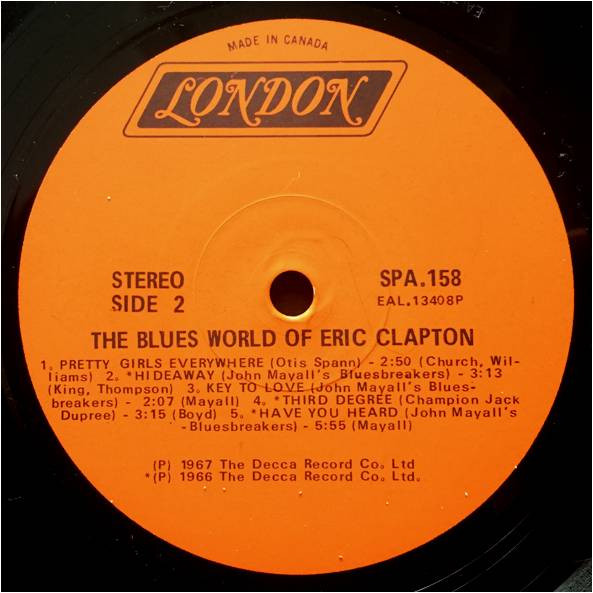 MADE IN CANADA
LONDON
STEREO
SIDE 2
SPA.158
EAL.13408P
THE BLUES WORLD OF ERIC CLAPTON
1. PRETTY GIRLS EVERYWHERE (Otis Spann) - 2:50 (Church, Wil-
liams) 2. *HIDEAWAY (John Mayall's Bluesbreakers) - 3:13
(King, Thompson) 3. KEY TO LOVE (John Mayall's Blues-
breakers) - 2:07 (Mayall) 4. *THIRD DEGREE (Champion Jack
Dupree) - 3:15 (Boyd) 5. *HAVE YOU HEARD (John Mayall's
-Bluesbreakers) - 5:55 (Mayall)
(P) 1967 The Decca Record Co. Ltd
*(P) 1966 The Decca Record Co. Ltd.